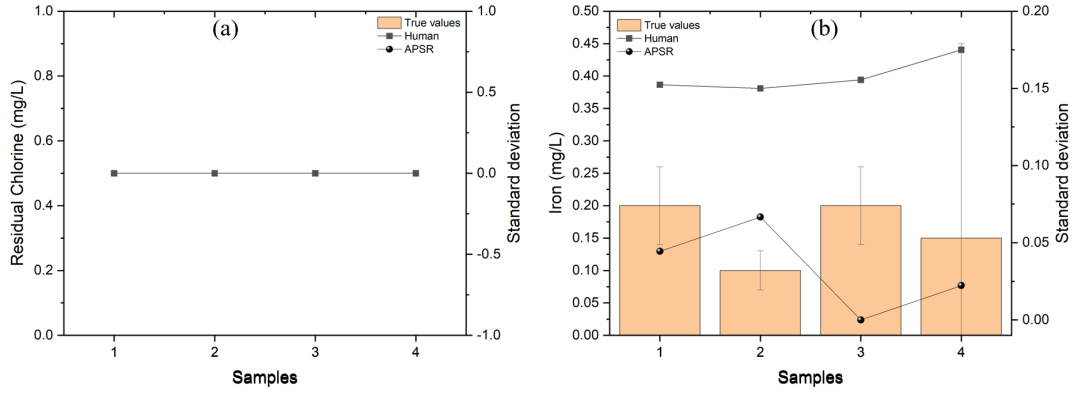 (a)
True values
Human
APSR
Residual Chlorine (mg/L)
1.0
0.8
0.6
0.4
0.2
0.0
1.0
0.5
0.0
-0.5
-1.0
Standard deviation
1 2 3 4
Samples
(b)
True values
Human
APSR
Iron (mg/L)
0.50
0.45
0.40
0.35
0.30
0.25
0.20
0.15
0.10
0.05
0.00
0.20
0.15
0.10
0.05
0.00
Standard deviation
1 2 3 4
Samples